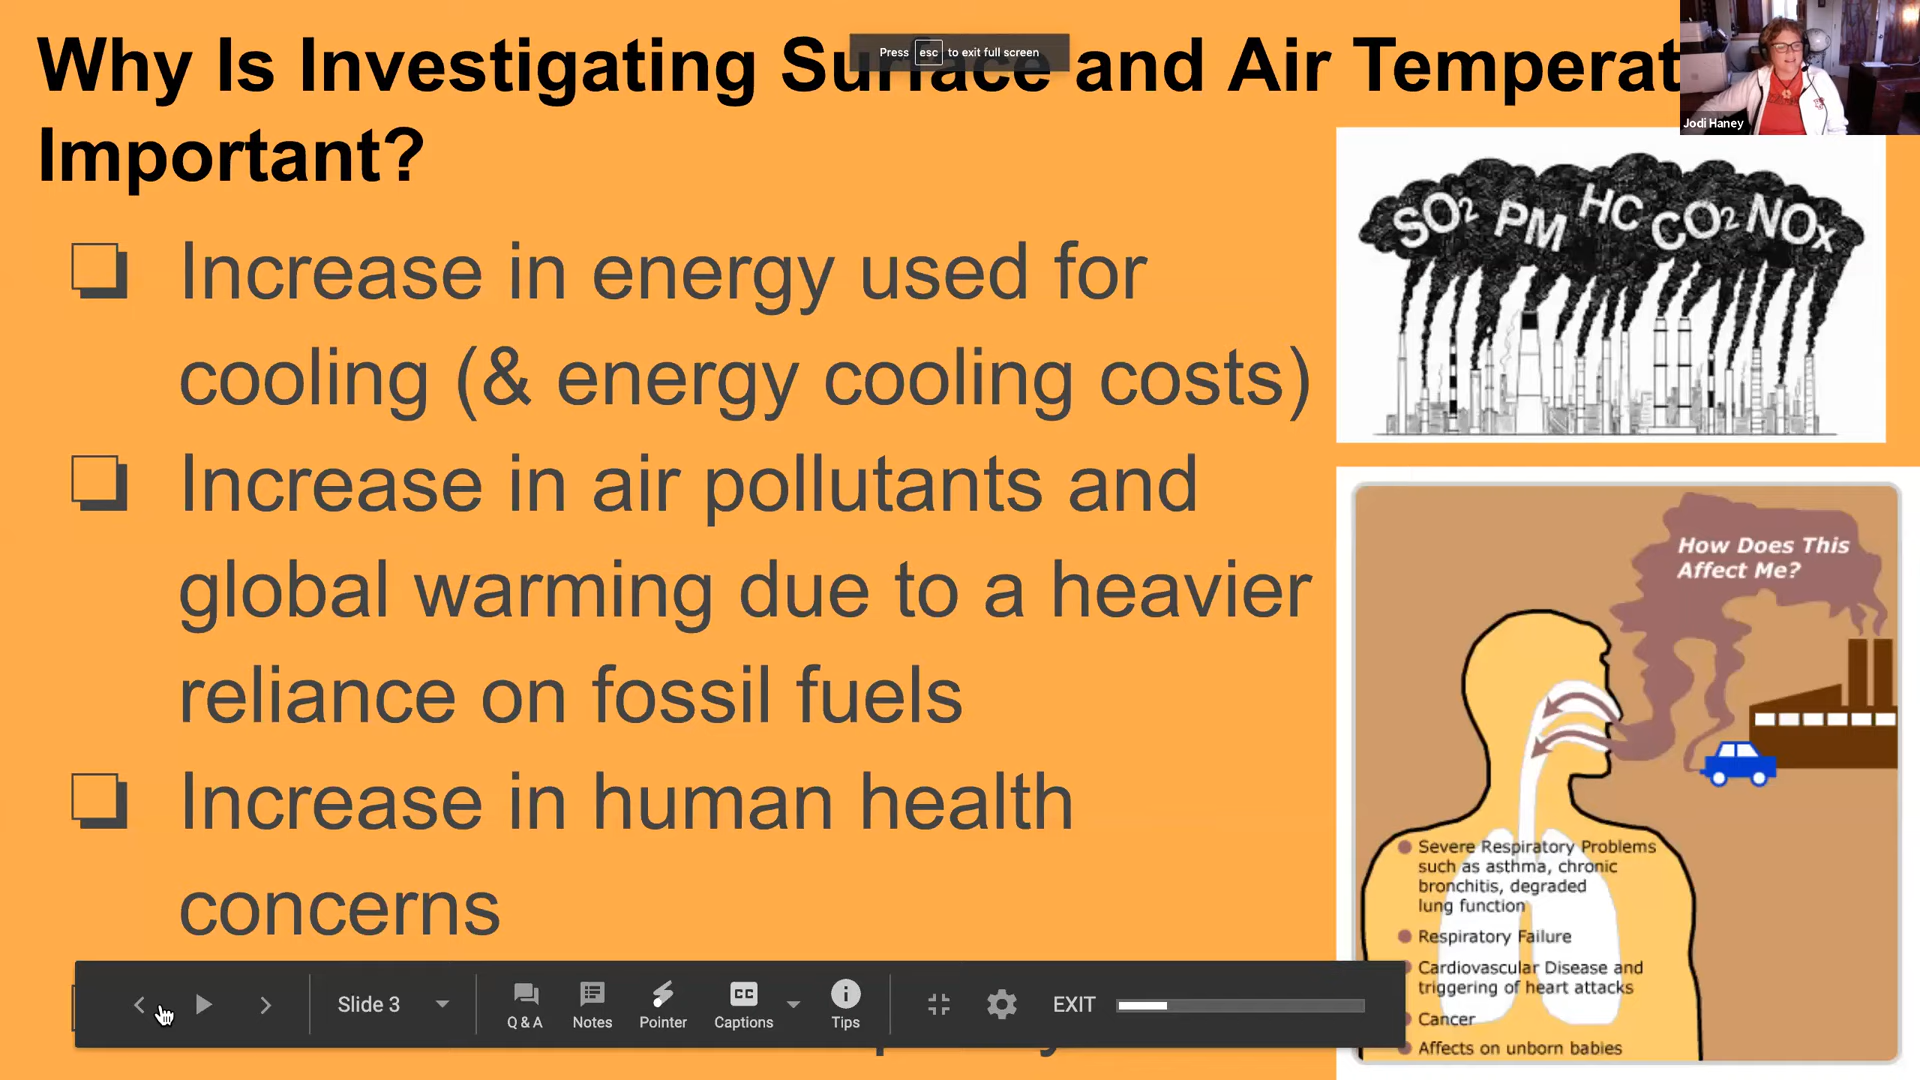 Why Is Investigating Surface and Air Temperat
Important?
Press esc to exit full screen
Jodi Haney
❏ Increase in energy used for
cooling (& energy cooling costs)
❏ Increase in air pollutants and
global warming due to a heavier
reliance on fossil fuels
❏ Increase in human health
concerns
SO2 PM HC CO2 NOx
How Does This
Affect Me?
Severe Respiratory Problems
such as asthma, chronic
bronchitis, degraded
lung function
Respiratory Failure
Cardiovascular Disease and
triggering of heart attacks
Cancer
Affects on unborn babies
Slide 3
Q & A
Notes
Pointer
CC
Captions
Tips
EXIT